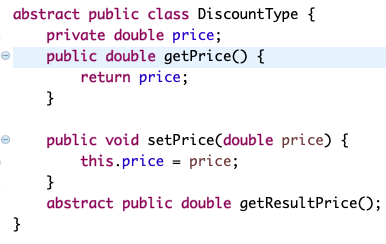 abstract public class DiscountType {
    private double price;
    public double getPrice() {
        return price;
    }

    public void setPrice(double price) {
        this.price = price;
    }
    abstract public double getResultPrice();
}